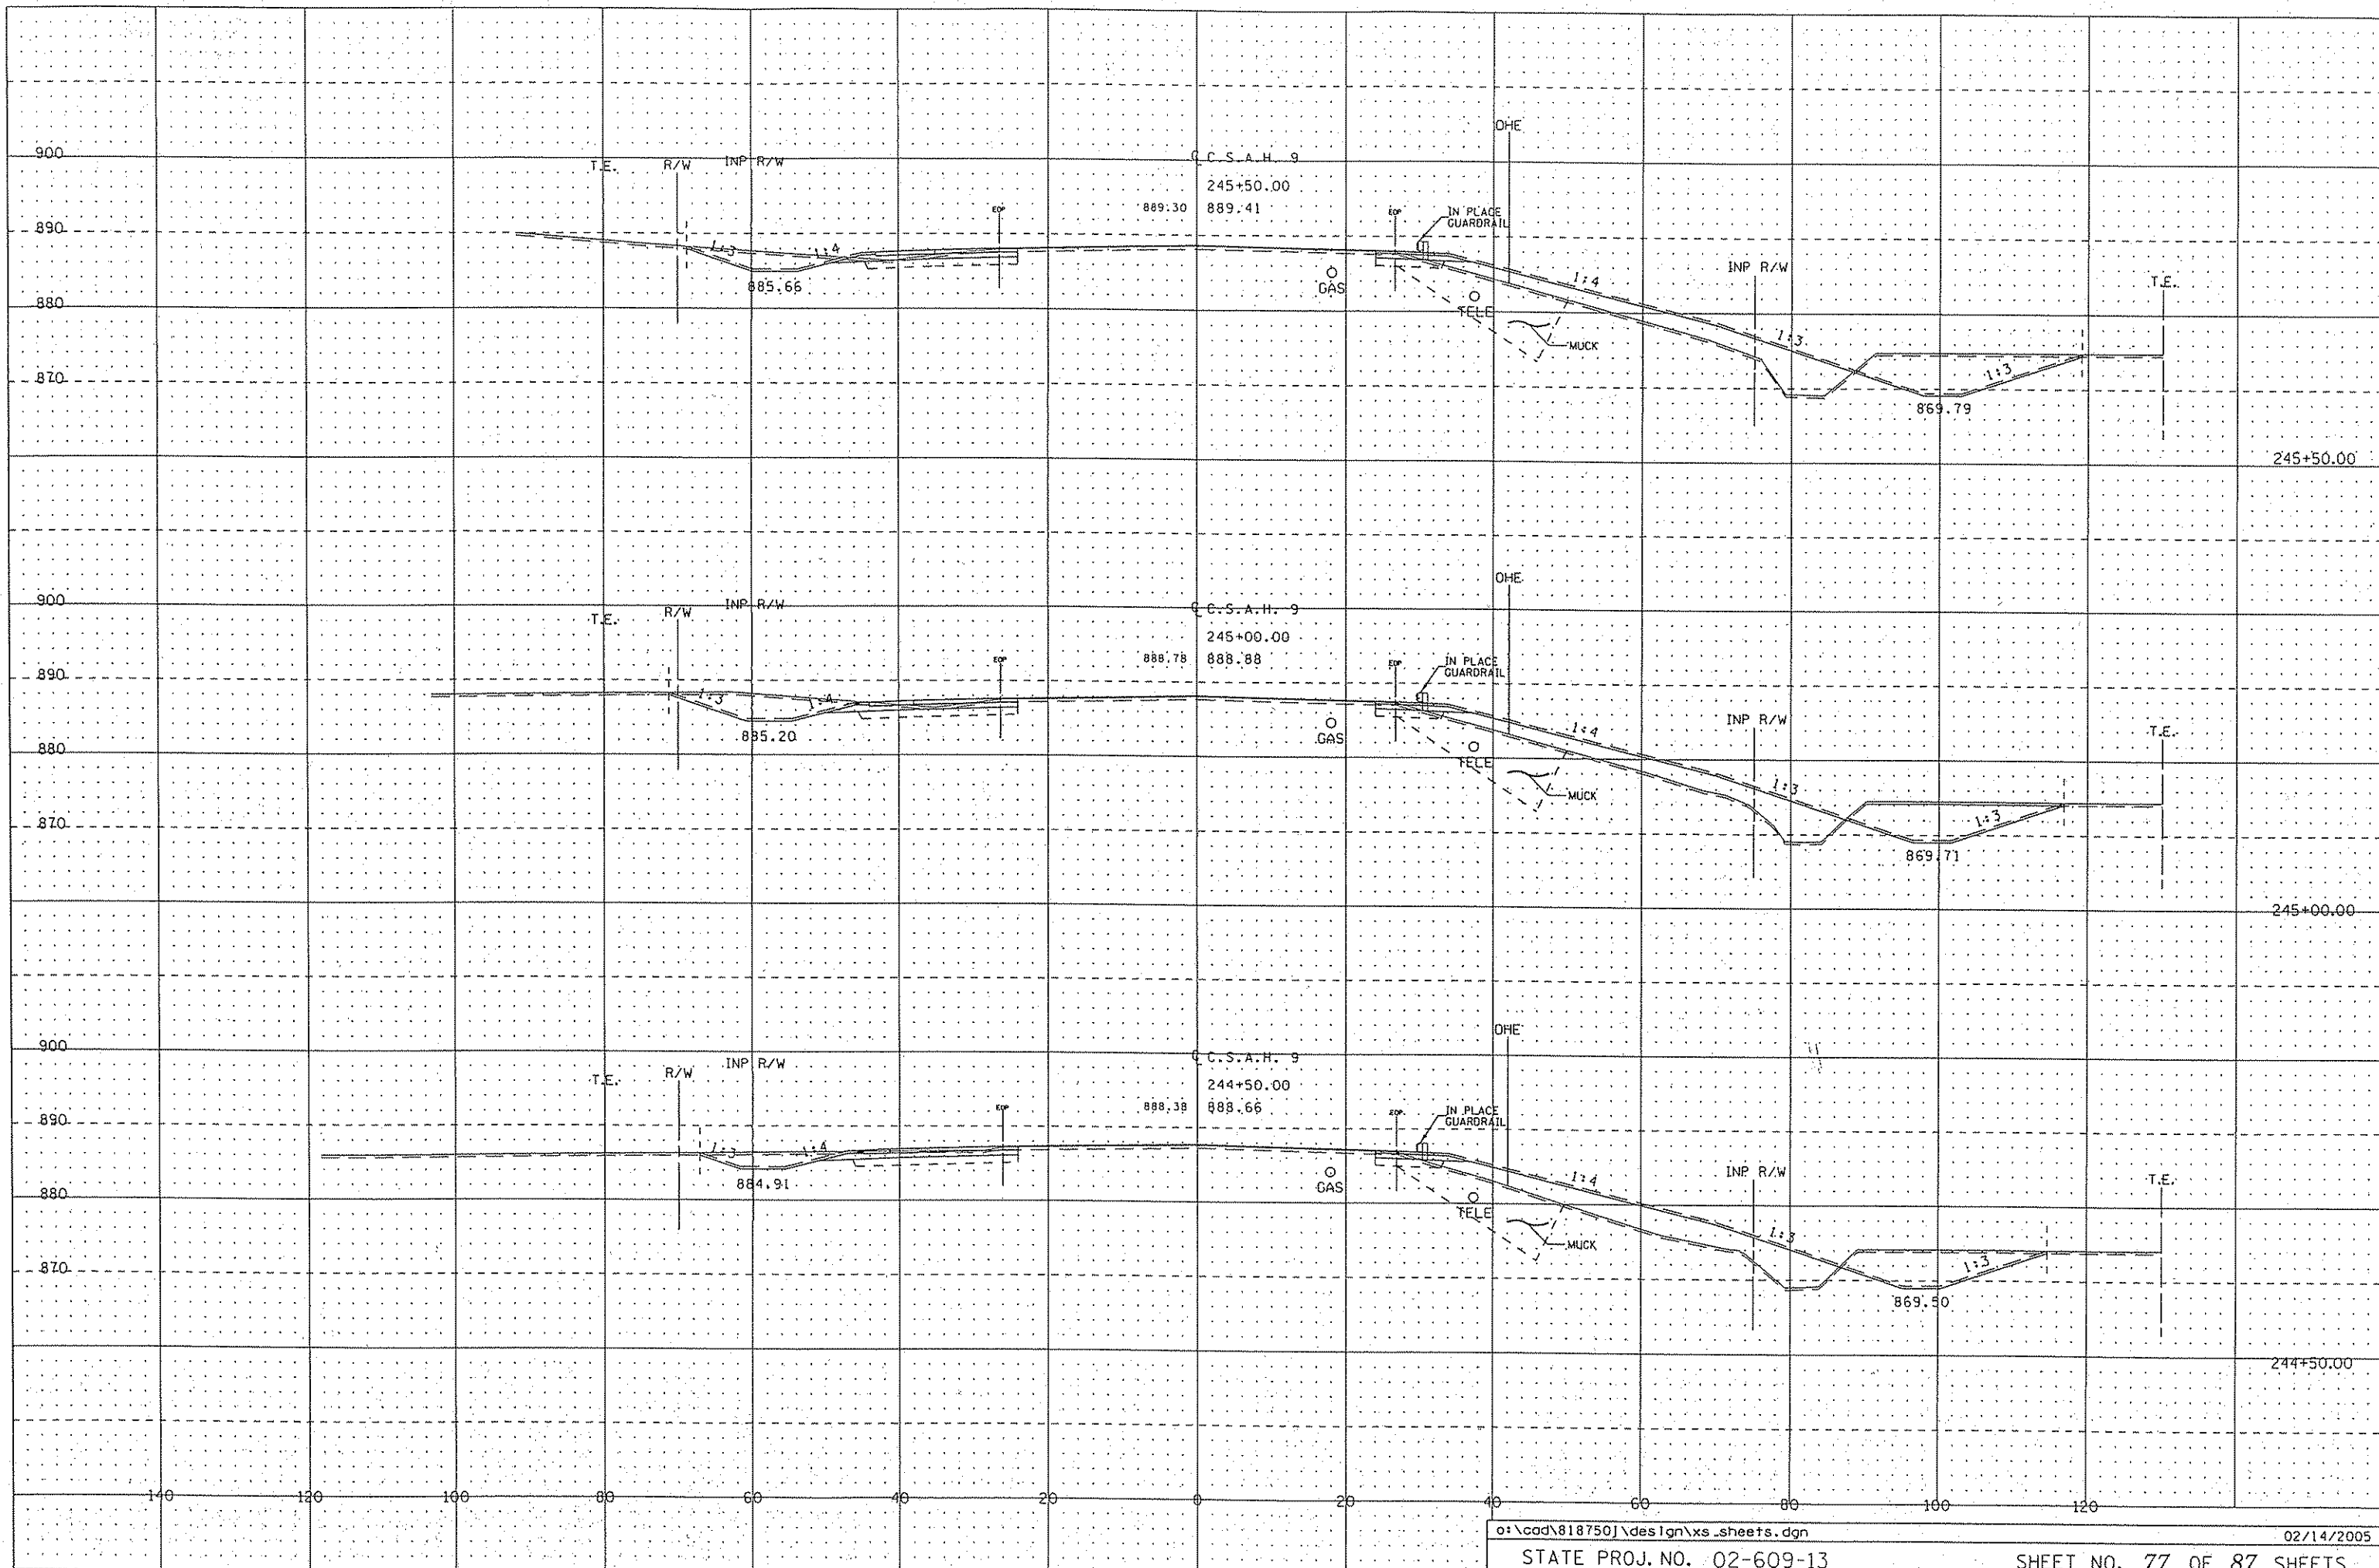 OHE
900
T.E. R/W INP R/W
℄ C.S.A.H. 9
245+50.00
889.30 889.41
890
EOP
EOP
IN PLACE
GUARDRAIL
1:3 1:4
885.66
880
GAS
TELE
1:4
MUCK
INP R/W
1:3
T.E.
1:3
870
869.79
245+50.00
OHE
900
T.E. R/W INP R/W
℄ C.S.A.H. 9
245+00.00
888.78 888.88
890
EOP
EOP
IN PLACE
GUARDRAIL
1:3 1:4
885.20
880
GAS
TELE
1:4
MUCK
INP R/W
1:3
T.E.
1:3
870
869.71
245+00.00
OHE
900
T.E. R/W INP R/W
℄ C.S.A.H. 9
244+50.00
888.38 888.66
890
EOP
EOP
IN PLACE
GUARDRAIL
1:3 1:4
884.91
880
GAS
TELE
1:4
MUCK
INP R/W
1:3
T.E.
1:3
870
869.50
244+50.00
140 120 100 80 60 40 20 0 20 40 60 80 100 120
o:\cad\818750j\design\xs_sheets.dgn 02/14/2005
STATE PROJ. NO. 02-609-13 SHEET NO. 77 OF 87 SHEETS